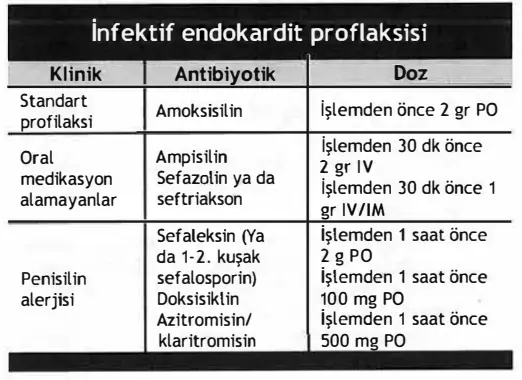 İnfektif endokardit proflaksisi
Klinik Antibiyotik Doz
Standart profilaksi Amoksisilin İşlemden önce 2 gr PO
Oral
medikasyon
alamayanlar
Ampisilin
Sefazolin ya da
seftriakson
İşlemden 30 dk önce
2 gr IV
İşlemden 30 dk önce 1
gr IV/IM
Penisilin
alerjisi
Sefaleksin (Ya
da 1-2. kuşak
sefalosporin)
Doksisiklin
Azitromisin/
klaritromisin
İşlemden 1 saat önce
2 g PO
İşlemden 1 saat önce
100 mg PO
İşlemden 1 saat önce
500 mg PO